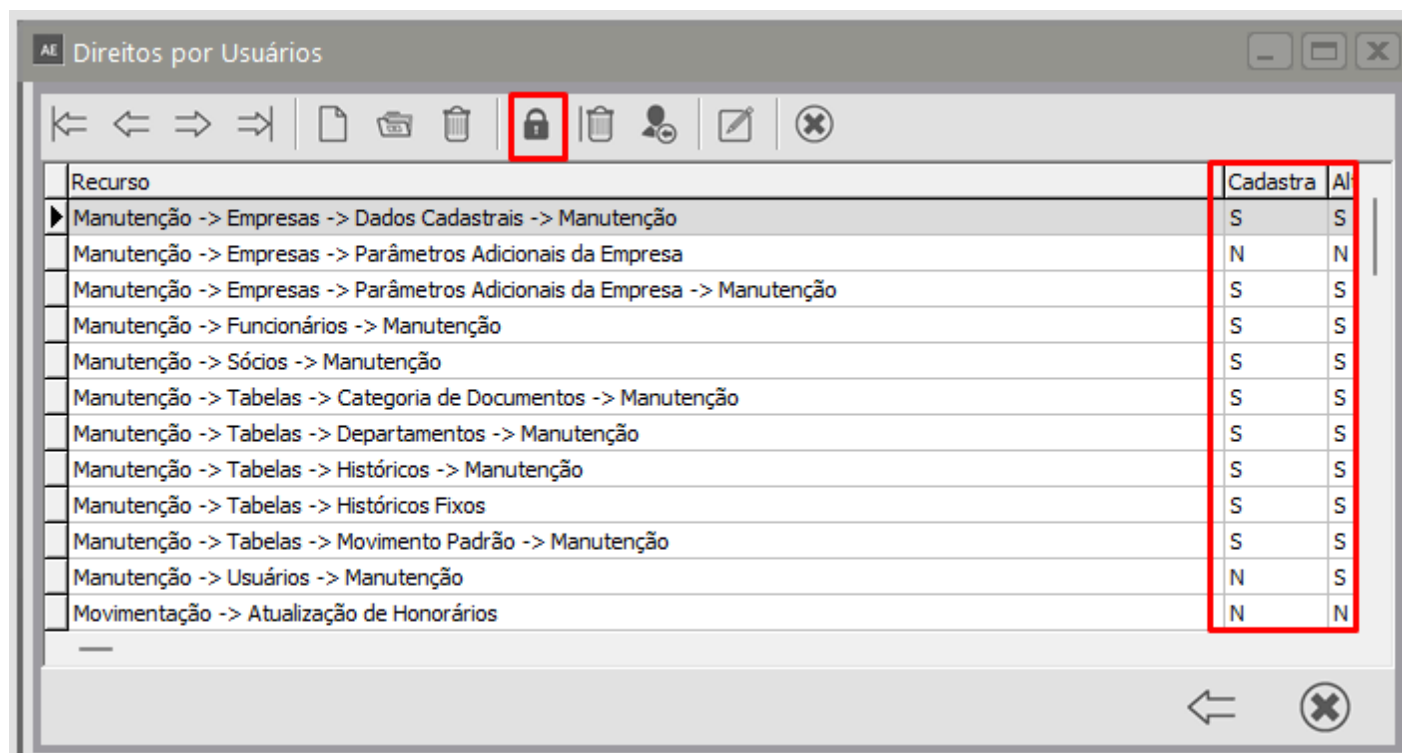 AE Direitos por Usuários
Recurso Cadastra Alt
Manutenção -> Empresas -> Dados Cadastrais -> Manutenção S S
Manutenção -> Empresas -> Parâmetros Adicionais da Empresa N N
Manutenção -> Empresas -> Parâmetros Adicionais da Empresa -> Manutenção S S
Manutenção -> Funcionários -> Manutenção S S
Manutenção -> Sócios -> Manutenção S S
Manutenção -> Tabelas -> Categoria de Documentos -> Manutenção S S
Manutenção -> Tabelas -> Departamentos -> Manutenção S S
Manutenção -> Tabelas -> Históricos -> Manutenção S S
Manutenção -> Tabelas -> Históricos Fixos S S
Manutenção -> Tabelas -> Movimento Padrão -> Manutenção S S
Manutenção -> Usuários -> Manutenção N S
Movimentação -> Atualização de Honorários N N